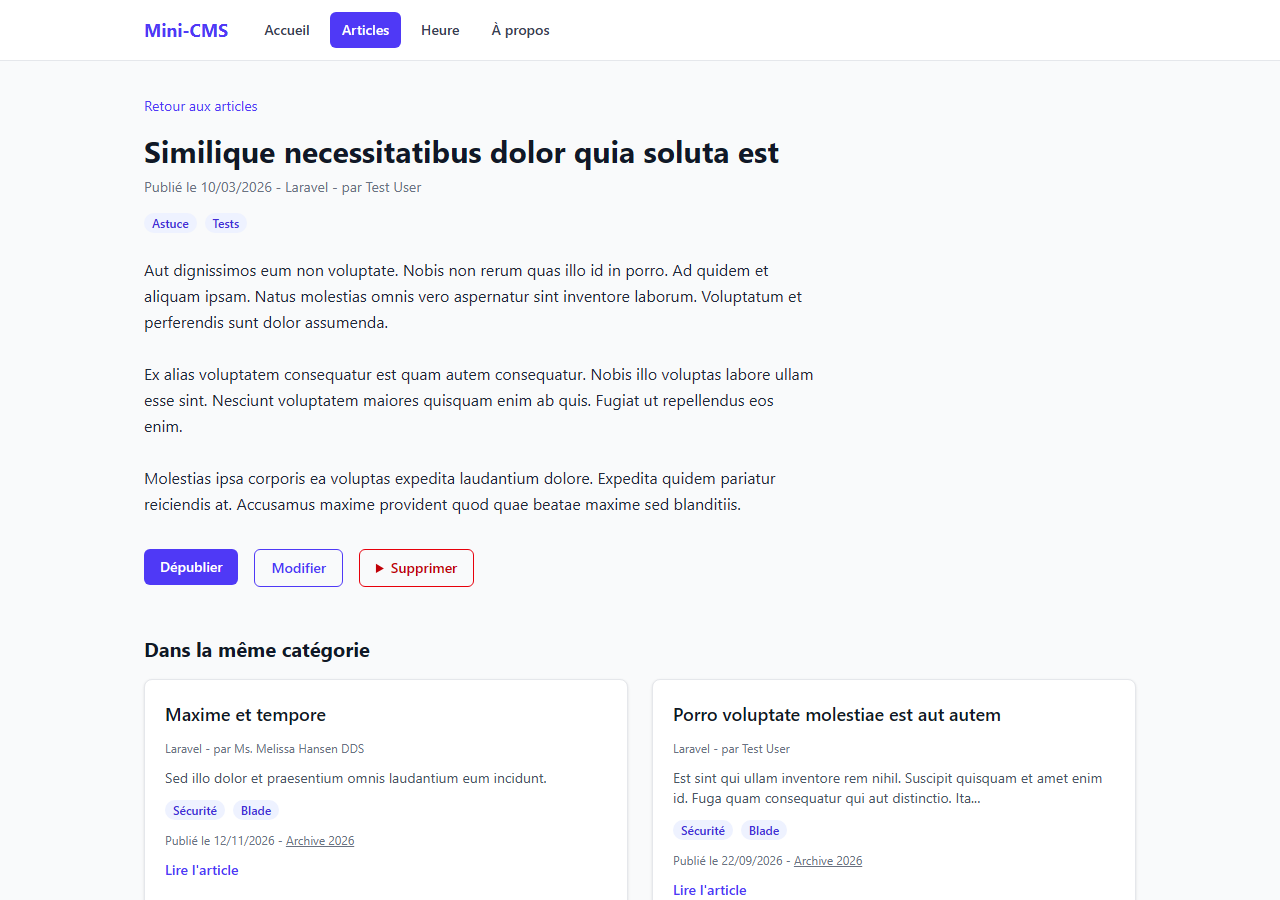 Mini-CMS Accueil Articles Heure À propos
Retour aux articles
Similique necessitatibus dolor quia soluta est
Publié le 10/03/2026 - Laravel - par Test User
Astuce Tests
Aut dignissimos eum non voluptate. Nobis non rerum quas illo id in porro. Ad quidem et
aliquam ipsam. Natus molestias omnis vero aspernatur sint inventore laborum. Voluptatum et
perferendis sunt dolor assumenda.
Ex alias voluptatem consequatur est quam autem consequatur. Nobis illo voluptas labore ullam
esse sint. Nesciunt voluptatem maiores quisquam enim ab quis. Fugiat ut repellendus eos
enim.
Molestias ipsa corporis ea voluptas expedita laudantium dolore. Expedita quidem pariatur
reiciendis at. Accusamus maxime provident quod quae beatae maxime sed blanditiis.
Dépublier Modifier Supprimer
Dans la même catégorie
Maxime et tempore
Laravel - par Ms. Melissa Hansen DDS
Sed illo dolor et praesentium omnis laudantium eum incidunt.
Sécurité Blade
Publié le 12/11/2026 - Archive 2026
Lire l'article
Porro voluptate molestiae est aut autem
Laravel - par Test User
Est sint qui ullam inventore rem nihil. Suscipit quisquam et amet enim
id. Fuga quam consequatur qui aut distinctio. Ita...
Sécurité Blade
Publié le 22/09/2026 - Archive 2026
Lire l'article